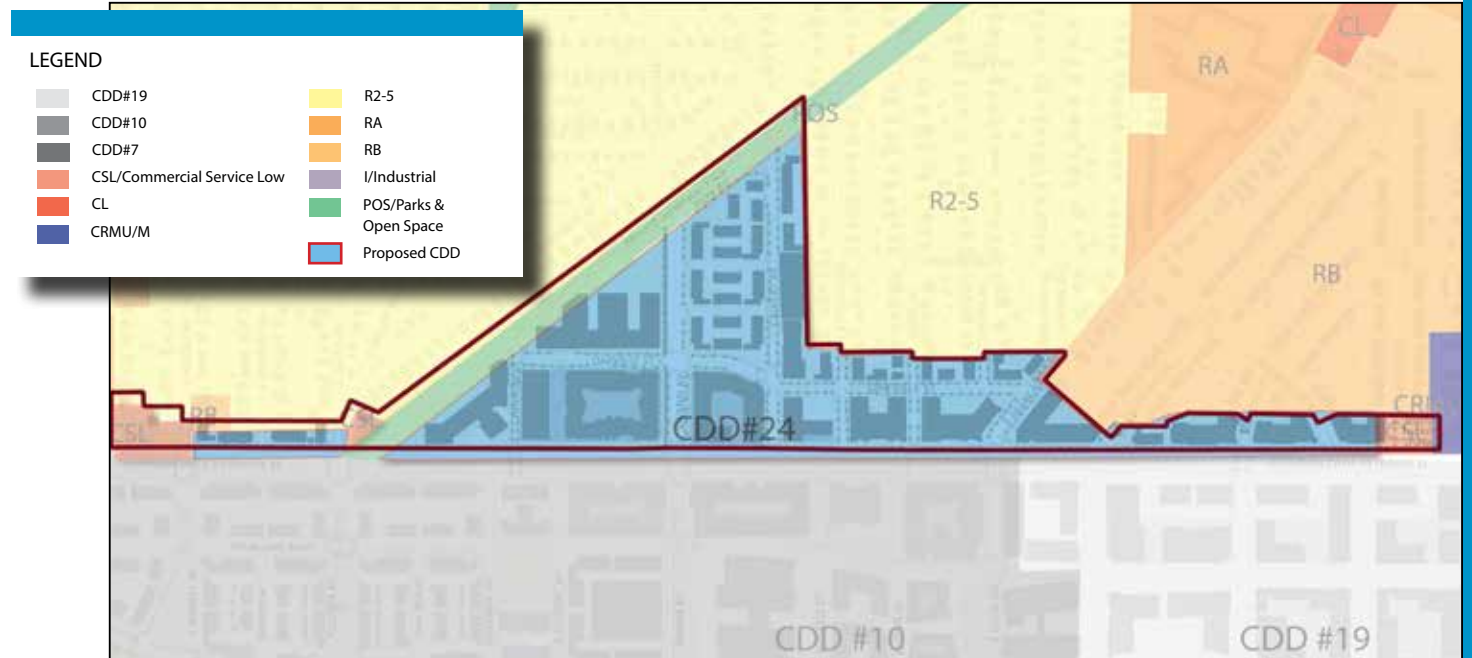 LEGEND
CDD#19
CDD#10
CDD#7
CSL/Commercial Service Low
CL
CRMU/M
R2-5
RA
RB
I/Industrial
POS/Parks &
Open Space
Proposed CDD
CL
RA
POS
R2-5
RB
RB
CSL
CDD#24
CL
CDD #10
CDD #19